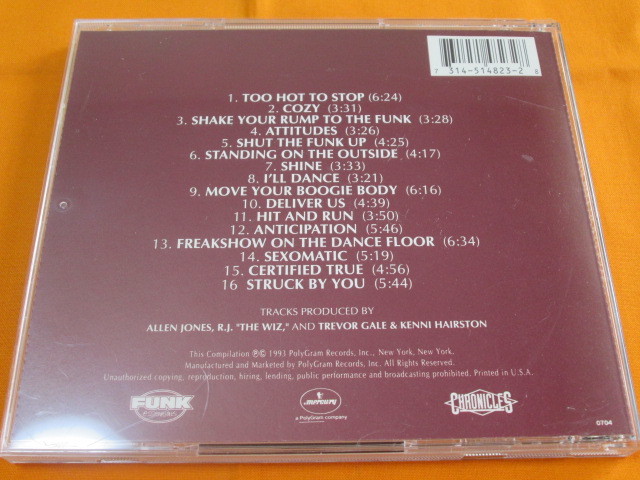 7 314-514823-2 8
1. TOO HOT TO STOP (6:24)
2. COZY (3:31)
3. SHAKE YOUR RUMP TO THE FUNK (3:28)
4. ATTITUDES (3:26)
5. SHUT THE FUNK UP (4:25)
6. STANDING ON THE OUTSIDE (4:17)
7. SHINE (3:33)
8. I'LL DANCE (3:21)
9. MOVE YOUR BOOGIE BODY (6:16)
10. DELIVER US (4:39)
11. HIT AND RUN (3:50)
12. ANTICIPATION (5:46)
13. FREAKSHOW ON THE DANCE FLOOR (6:34)
14. SEXOMATIC (5:19)
15. CERTIFIED TRUE (4:56)
16 STRUCK BY YOU (5:44)
TRACKS PRODUCED BY
ALLEN JONES, R.J. "THE WIZ," AND TREVOR GALE & KENNI HAIRSTON
This Compilation ℗© 1993 PolyGram Records, Inc., New York, New York.
Manufactured and Marketed by PolyGram Records, Inc. All Rights Reserved.
Unauthorized copying, reproduction, hiring, lending, public performance and broadcasting prohibited. Printed in U.S.A.
FUNK
ESSENTIALS
mercury
a PolyGram company
CHRONICLES
0704